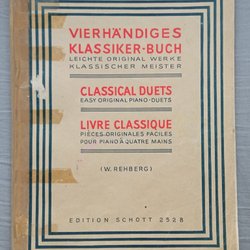 VIERHÄNDIGES
KLASSIKER-BUCH
LEICHTE ORIGINAL WERKE
KLASSISCHER MEISTER
CLASSICAL DUETS
EASY ORIGINAL PIANO-DUETS
LIVRE CLASSIQUE
PIÈCES ORIGINALES FACILES
POUR PIANO À QUATRE MAINS
(W. REHBERG)
EDITION SCHOTT 2528